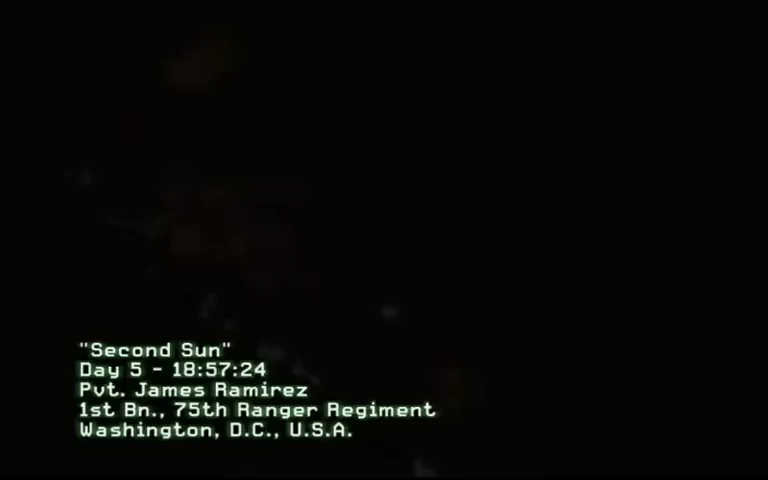 "Second Sun"
Day 5 - 18:57:24
Pvt. James Ramirez
1st Bn., 75th Ranger Regiment
Washington, D.C., U.S.A.